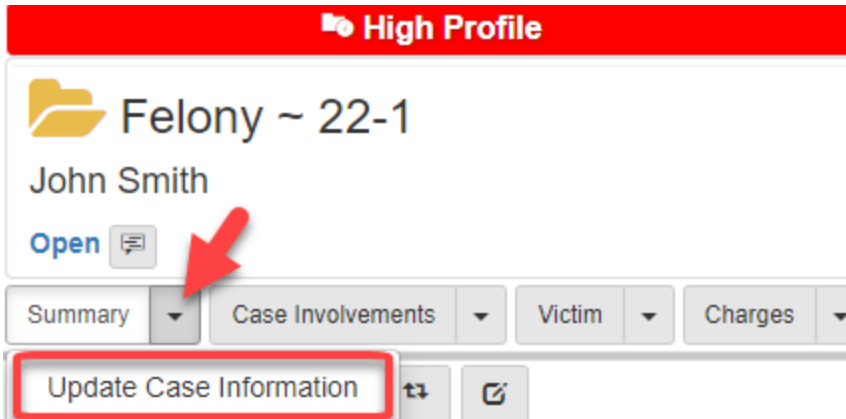 High Profile
Felony ~ 22-1
John Smith
Open
Summary Case Involvements Victim Charges
Update Case Information